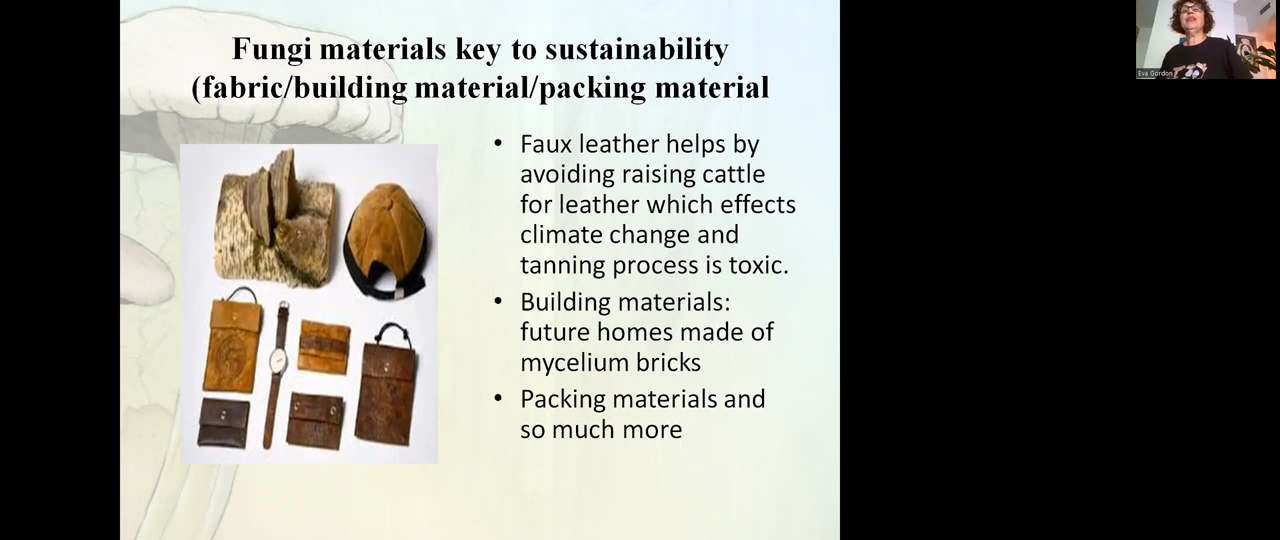 Fungi materials key to sustainability
(fabric/building material/packing material
• Faux leather helps by
avoiding raising cattle
for leather which effects
climate change and
tanning process is toxic.
• Building materials:
future homes made of
mycelium bricks
• Packing materials and
so much more
Eva Gordon